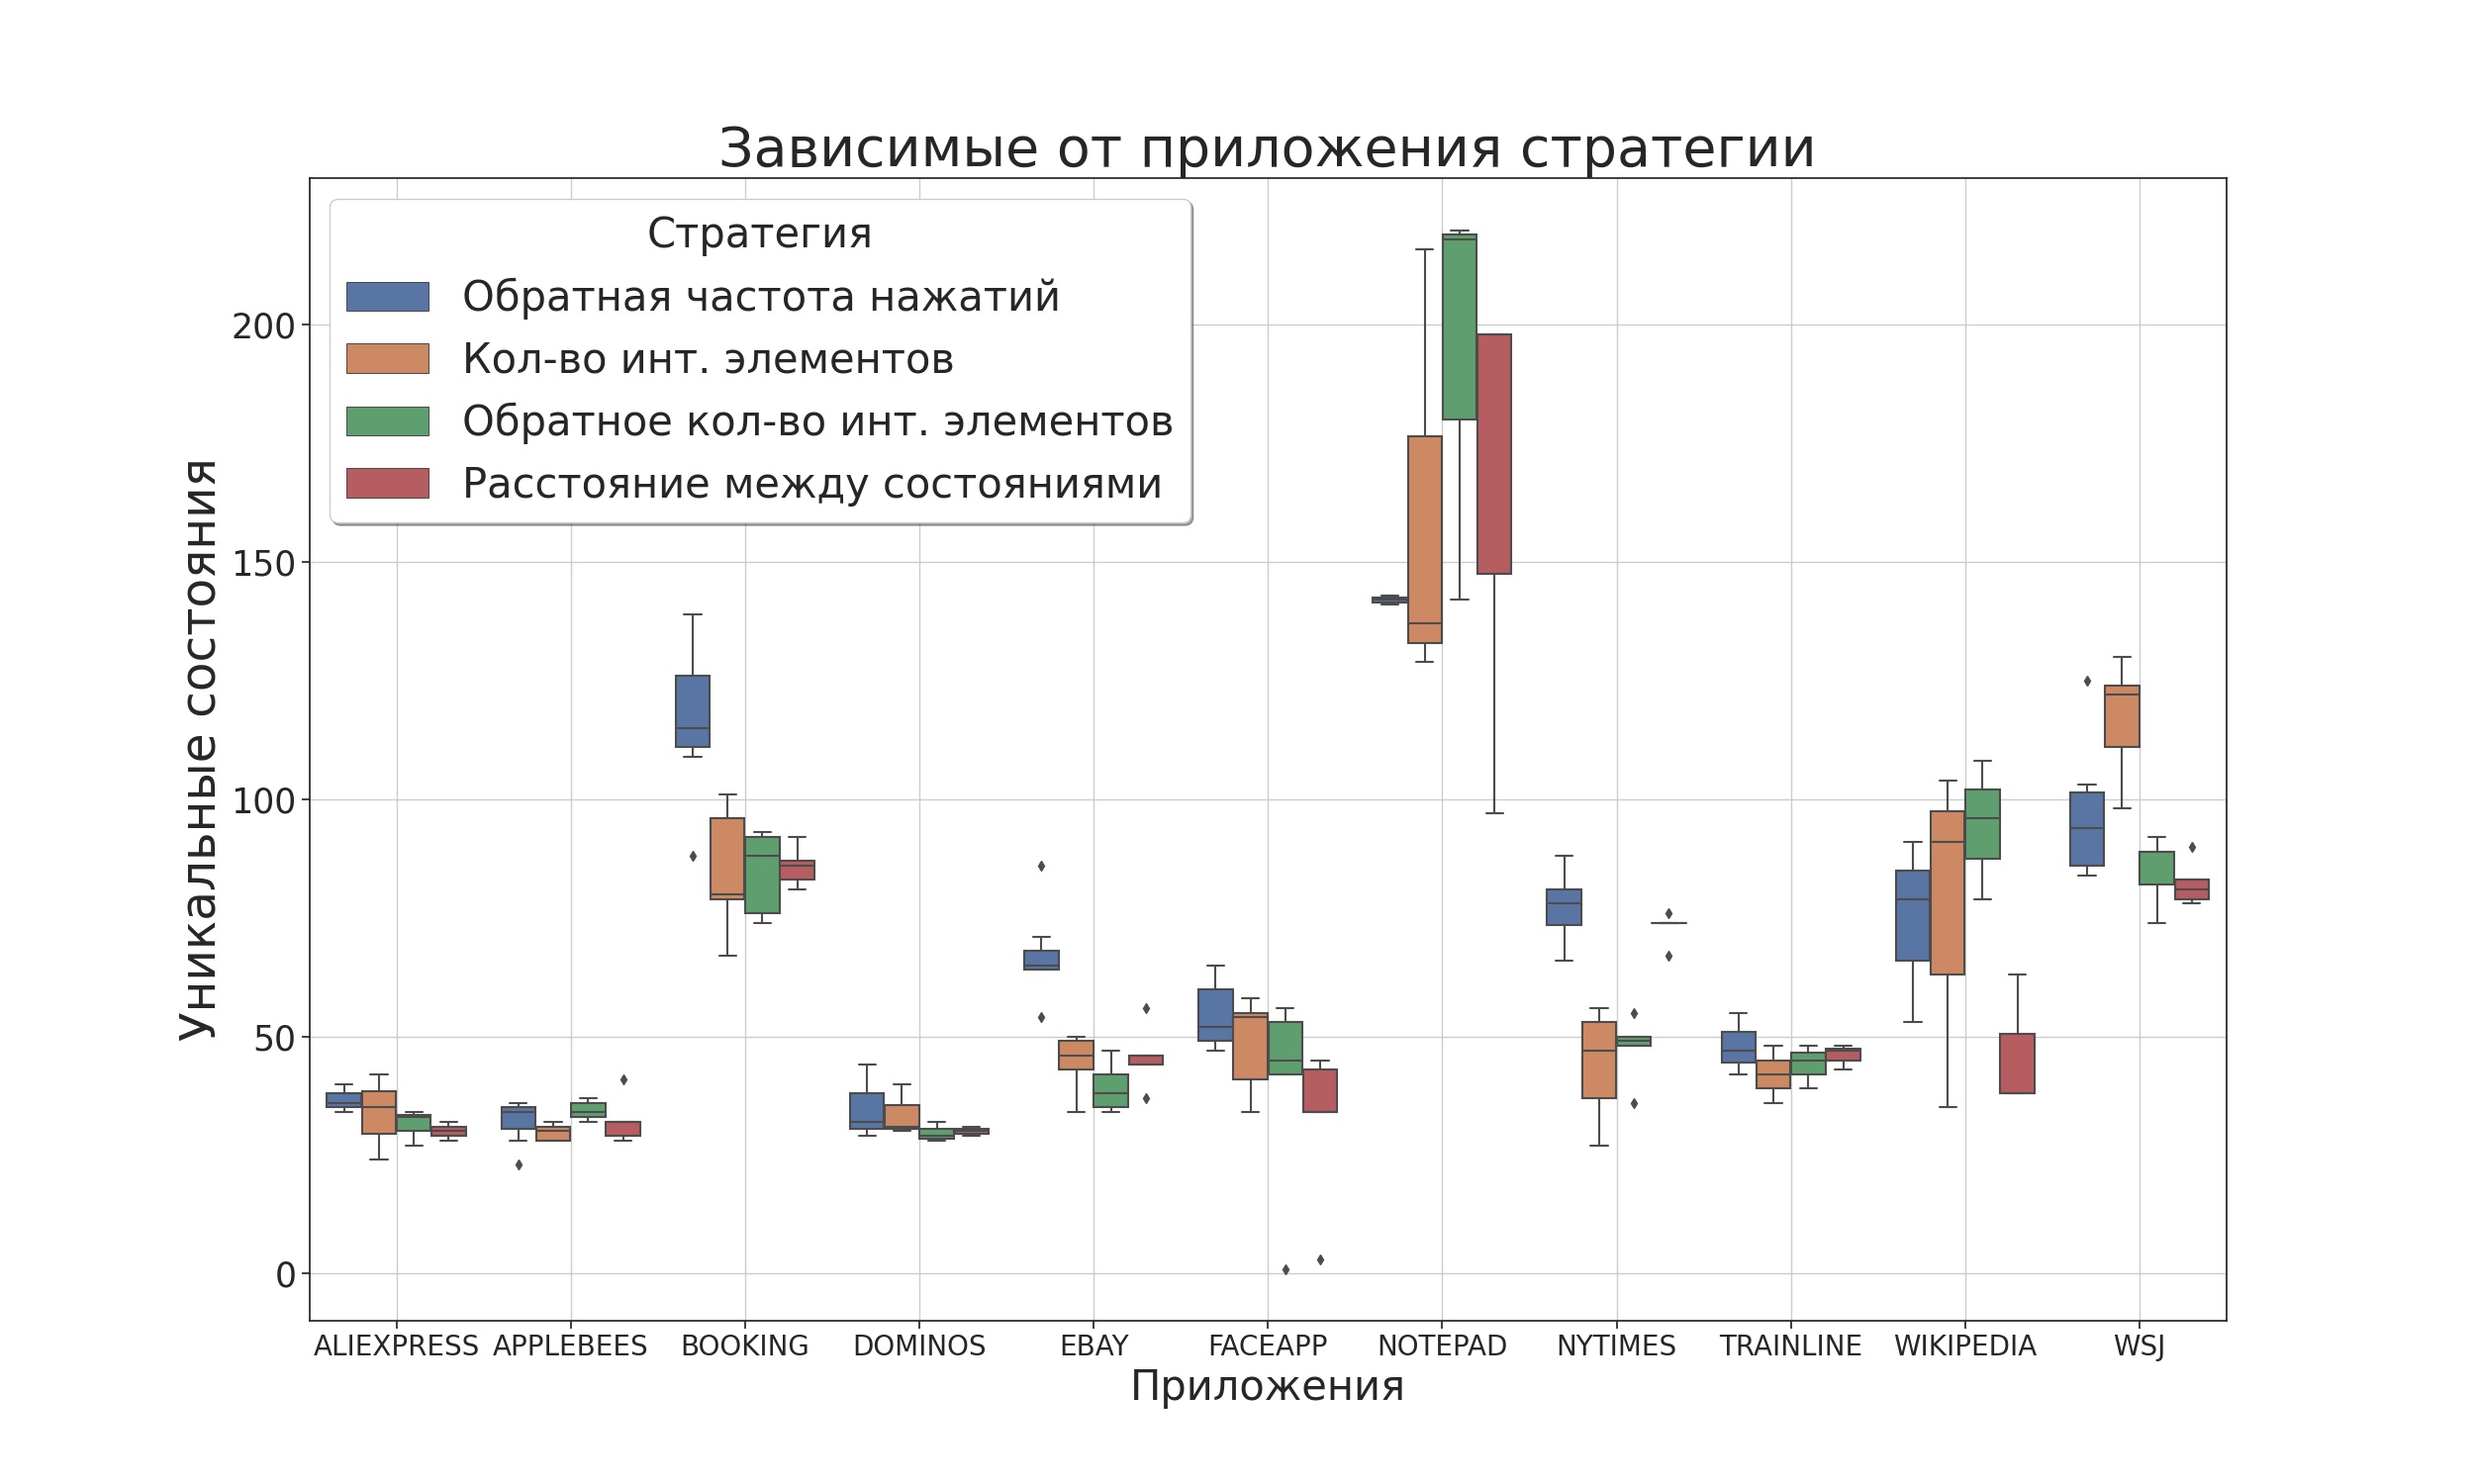 Зависимые от приложения стратегии
Стратегия
Обратная частота нажатий
Кол-во инт. элементов
Обратное кол-во инт. элементов
Расстояние между состояниями
Уникальные состояния
200
150
100
50
0
ALIEXPRESS APPLEBEES BOOKING DOMINOS EBAY FACEAPP NOTEPAD NYTIMES TRAINLINE WIKIPEDIA WSJ
Приложения